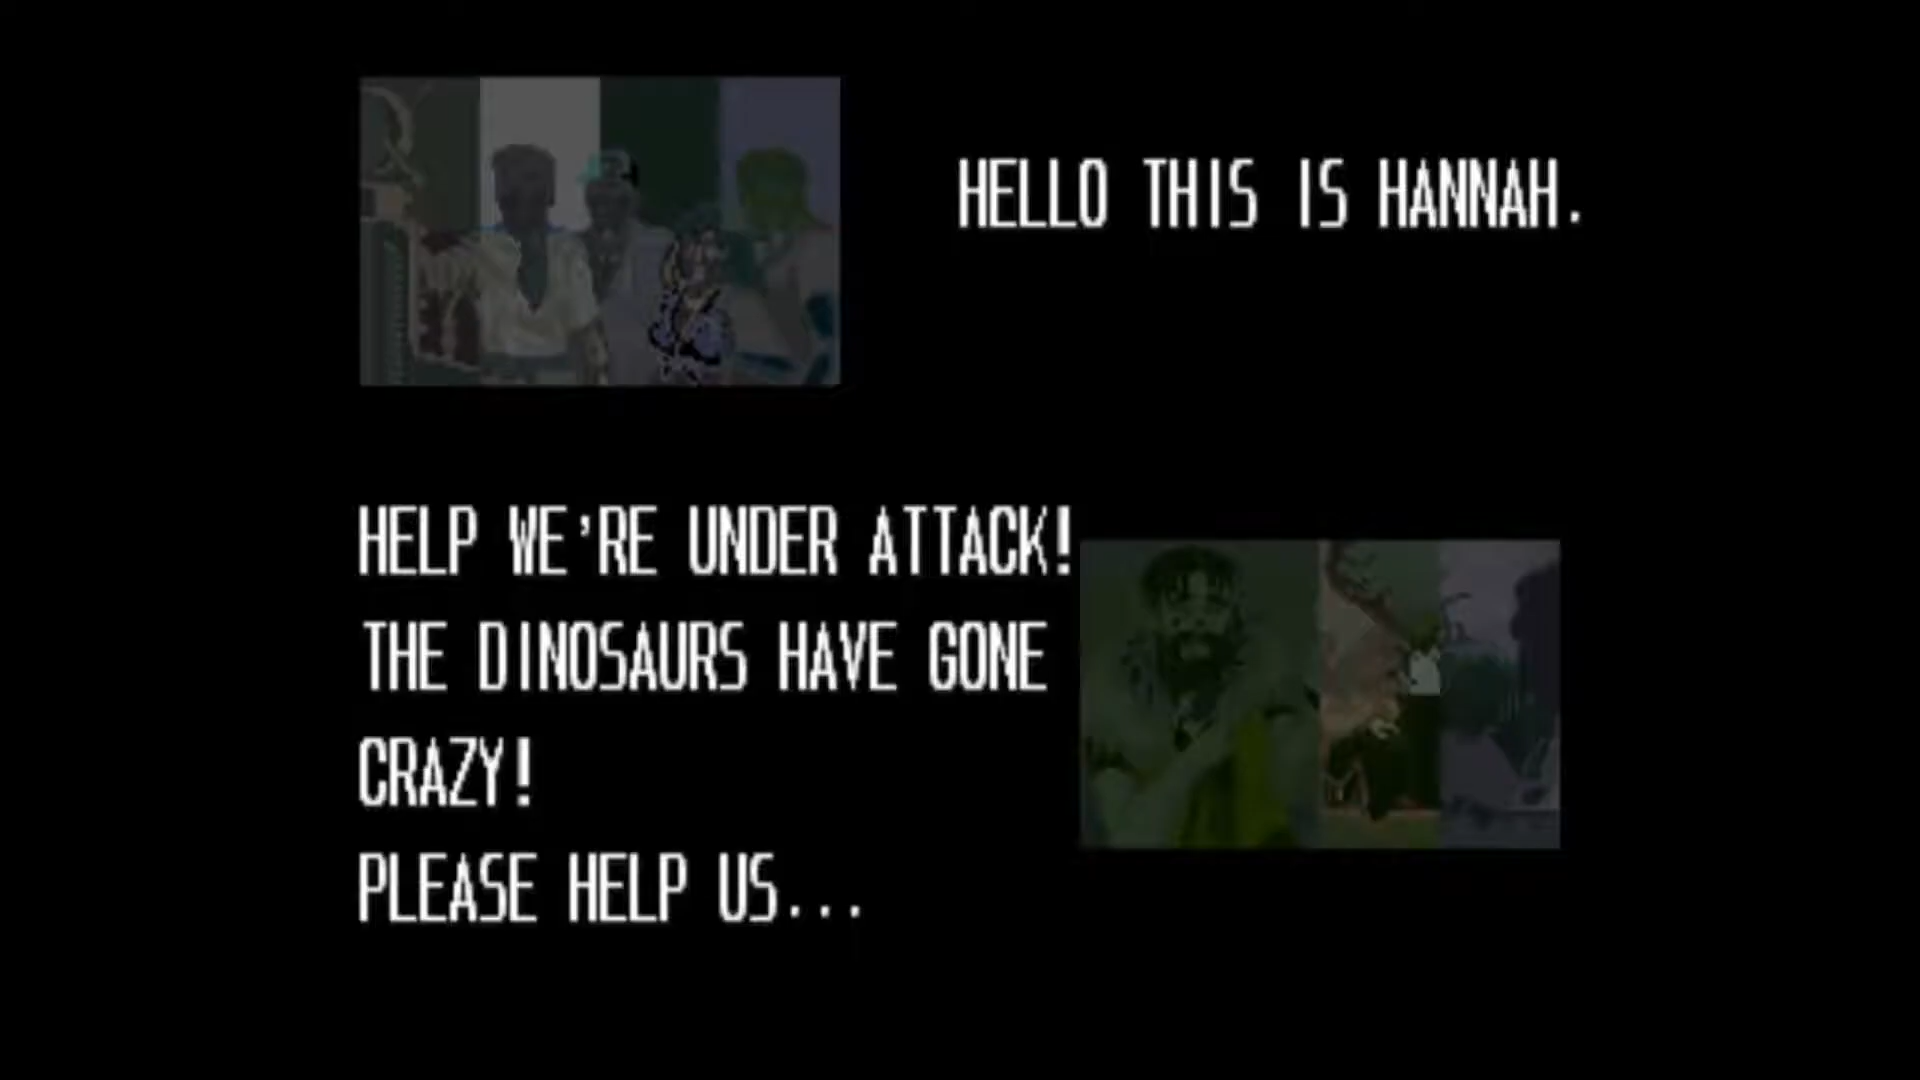 HELLO THIS IS HANNAH.
HELP WE'RE UNDER ATTACK!
THE DINOSAURS HAVE GONE
CRAZY!
PLEASE HELP US...